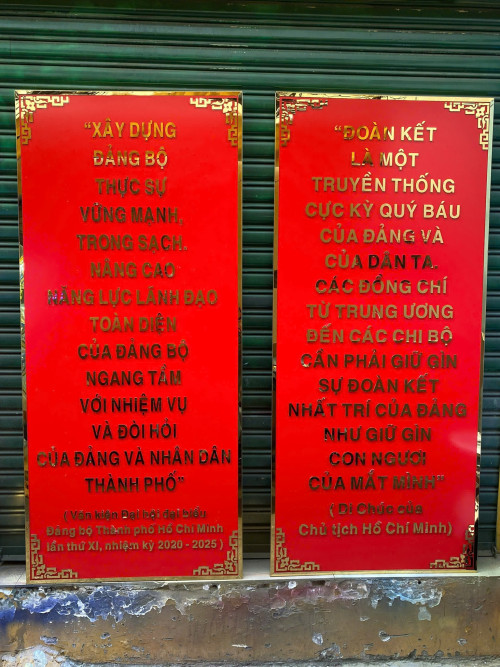 “XÂY DỰNG
ĐẢNG BỘ
THỰC SỰ
VỮNG MẠNH,
TRONG SẠCH,
NÂNG CAO
NĂNG LỰC LÃNH ĐẠO
TOÀN DIỆN
CỦA ĐẢNG BỘ
NGANG TẦM
VỚI NHIỆM VỤ
VÀ ĐÒI HỎI
CỦA ĐẢNG VÀ NHÂN DÂN
THÀNH PHỐ”
( Văn kiện Đại hội đại biểu
Đảng bộ Thành phố Hồ Chí Minh
lần thứ XI, nhiệm kỳ 2020 - 2025 )
“ĐOÀN KẾT
LÀ MỘT
TRUYỀN THỐNG
CỰC KỲ QUÝ BÁU
CỦA ĐẢNG VÀ
CỦA DÂN TA.
CÁC ĐỒNG CHÍ
TỪ TRUNG ƯƠNG
ĐẾN CÁC CHI BỘ
CẦN PHẢI GIỮ GÌN
SỰ ĐOÀN KẾT
NHẤT TRÍ CỦA ĐẢNG
NHƯ GIỮ GÌN
CON NGƯƠI
CỦA MẮT MÌNH”
( Di Chúc của
Chủ tịch Hồ Chí Minh)